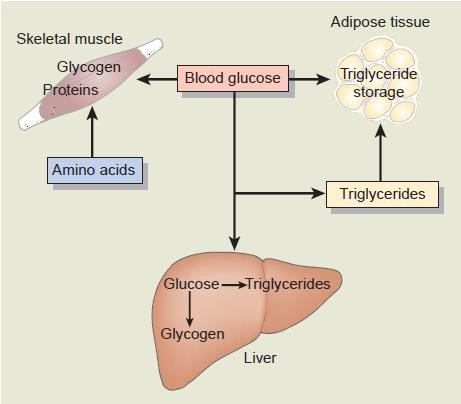 Adipose tissue
Skeletal muscle
Glycogen
Proteins
Blood glucose
Triglyceride
storage
Amino acids
Triglycerides
Glucose
Triglycerides
Glycogen
Liver